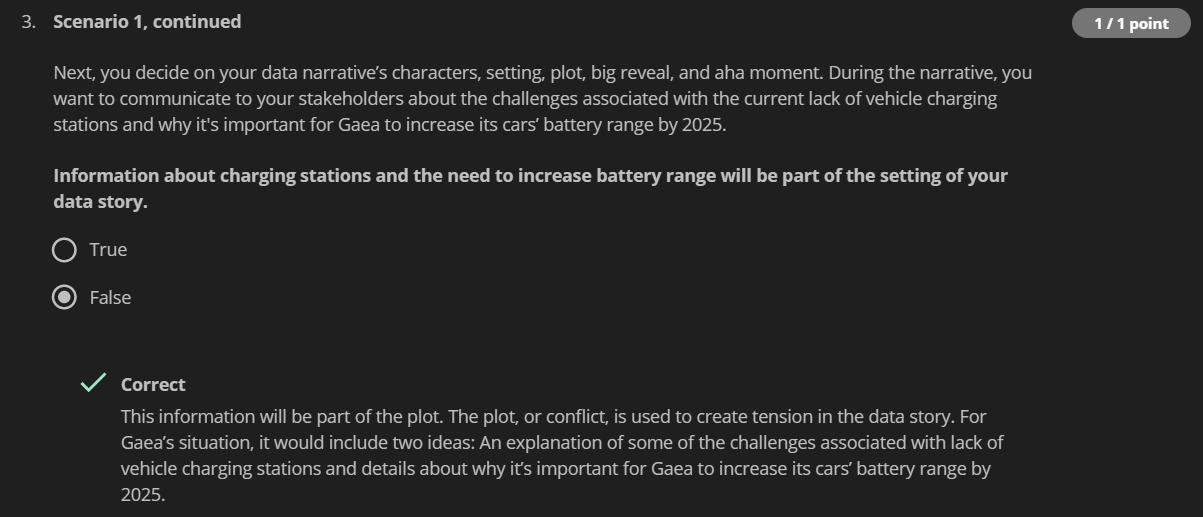 3. Scenario 1, continued
1 / 1 point
Next, you decide on your data narrative’s characters, setting, plot, big reveal, and aha moment. During the narrative, you
want to communicate to your stakeholders about the challenges associated with the current lack of vehicle charging
stations and why it's important for Gaea to increase its cars’ battery range by 2025.
Information about charging stations and the need to increase battery range will be part of the setting of your
data story.
True
False
Correct
This information will be part of the plot. The plot, or conflict, is used to create tension in the data story. For
Gaea’s situation, it would include two ideas: An explanation of some of the challenges associated with lack of
vehicle charging stations and details about why it’s important for Gaea to increase its cars’ battery range by
2025.